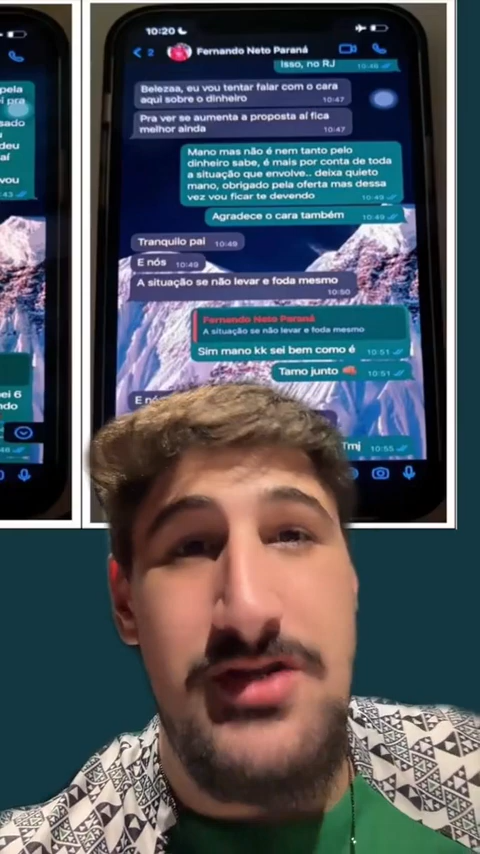 10:20
2
Fernando Neto Paraná
Isso, no RJ
10:46
Belezaa, eu vou tentar falar com o cara
aqui sobre o dinheiro
10:47
Pra ver se aumenta a proposta aí fica
melhor ainda
10:47
Mano mas não é nem tanto pelo
dinheiro sabe, é mais por conta de toda
a situação que envolve.. deixa quieto
mano, obrigado pela oferta mas dessa
vez vou ficar te devendo
10:49
Agradece o cara também
10:49
Tranquilo pai
10:49
E nós
10:49
A situação se não levar e foda mesmo
10:50
Fernando Neto Paraná
A situação se não levar e foda mesmo
Sim mano kk sei bem como é
10:51
Tamo junto
10:51
E nós
Tmj
10:55
pela
pra
sado
deu
aí
vou
:43
ei 6
ndo